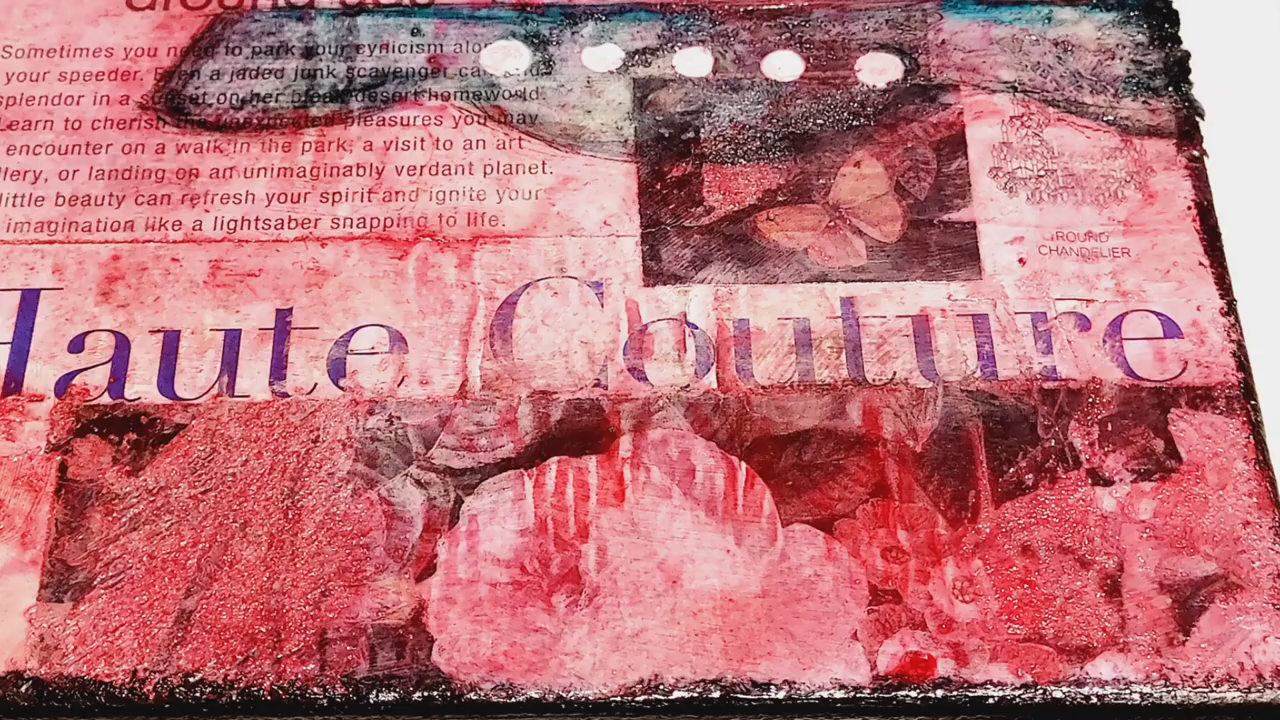 around you
Sometimes you need to park your cynicism along
your speeder. Even a jaded junk scavenger can find
splendor in a sunset on her bleak desert homeworld.
Learn to cherish the unexpected pleasures you may
encounter on a walk in the park, a visit to an art
llery, or landing on an unimaginably verdant planet.
little beauty can refresh your spirit and ignite your
imagination like a lightsaber snapping to life.
ROUND
CHANDELIER
Haute Couture